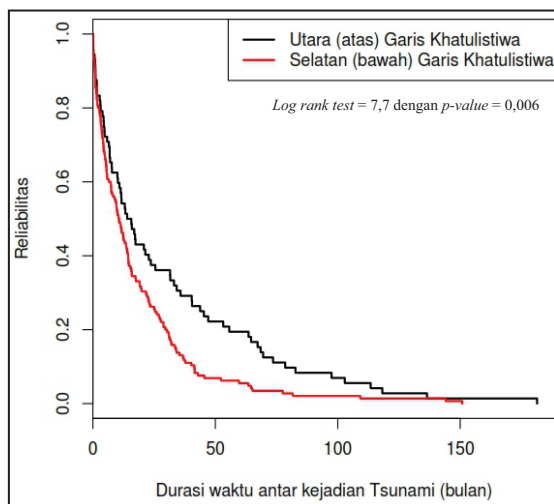 Utara (atas) Garis Khatulistiwa
Selatan (bawah) Garis Khatulistiwa
Log rank test = 7,7 dengan p-value = 0,006
Reliabilitas
1.0
0.8
0.6
0.4
0.2
0.0
0
50
100
150
Durasi waktu antar kejadian Tsunami (bulan)